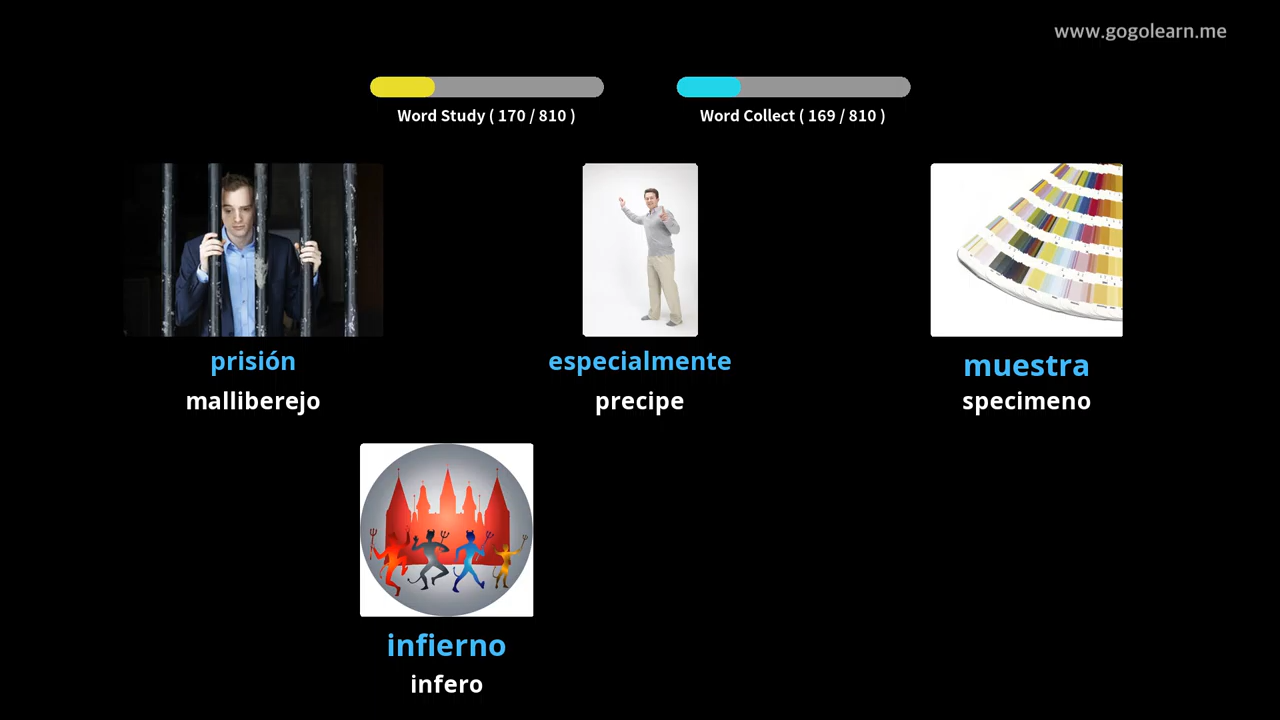 www.gogolearn.me
Word Study ( 170 / 810 )
Word Collect ( 169 / 810 )
prisión
malliberejo
especialmente
precipe
muestra
specimeno
infierno
infero